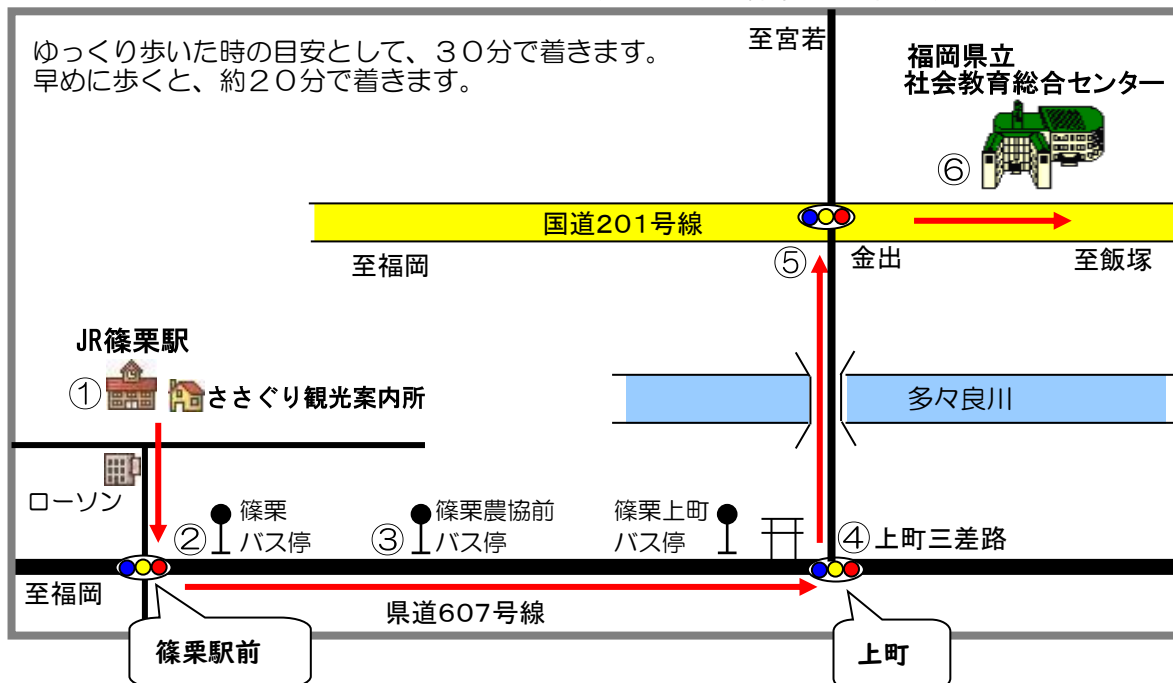 ゆっくり歩いた時の目安として、３０分で着きます。
早めに歩くと、約２０分で着きます。
至宮若
福岡県立
社会教育総合センター
⑥
国道201号線
至福岡
⑤
金出
至飯塚
JR篠栗駅
①
ささぐり観光案内所
多々良川
ローソン
②
篠栗
バス停
③
篠栗農協前
バス停
篠栗上町
バス停
④
上町三差路
至福岡
県道607号線
篠栗駅前
上町